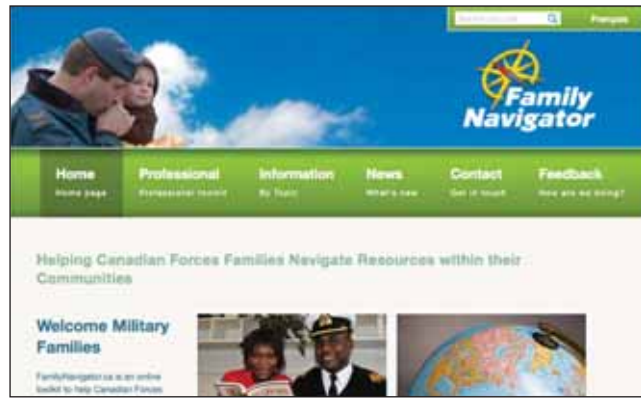 Français
Family
Navigator
Home
Home page
Professional
Professional toolkit
Information
By Topic
News
What's new
Contact
Get in touch
Feedback
How are we doing?
Helping Canadian Forces Families Navigate Resources within their
Communities
Welcome Military
Families
FamilyNavigator.ca is an online
toolkit to help Canadian Forces